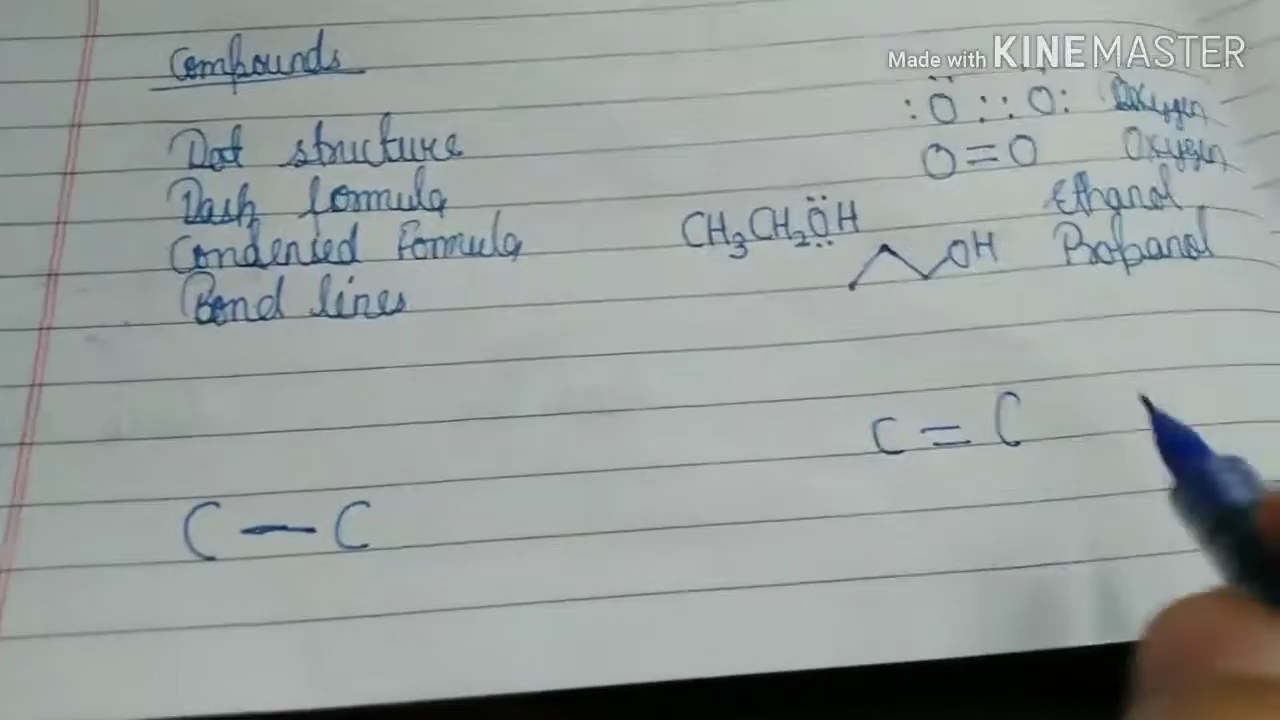 Made with KINEMASTER
Compounds
Dot structure :Ö::Ö: Oxygen
Dash formula O=O Oxygen
Condensed Formula CH₃CH₂ÖH Ethanol
Bond lines OH Propanol
C = C
C — C